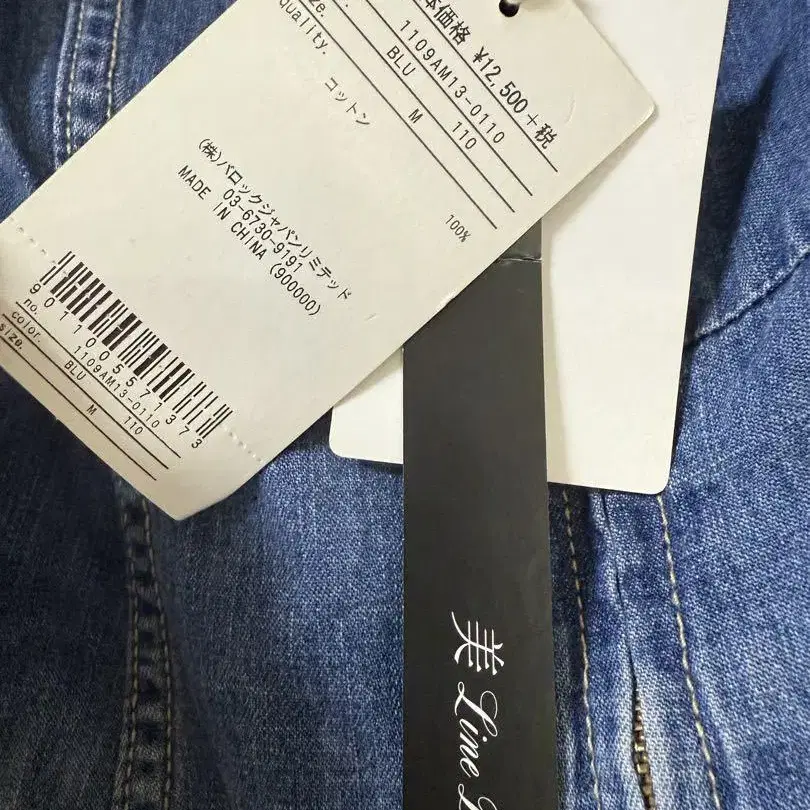 本体価格 ¥12,500+税
1109AM13-0110
BLU 110
size. M
quality.
コットン 100%
(株)バロックジャパンリミテッド
03-6730-9191
MADE IN CHINA (900000)
9011005571373
no. 1109AM13-0110
color. BLU 110
size. M
美 Line